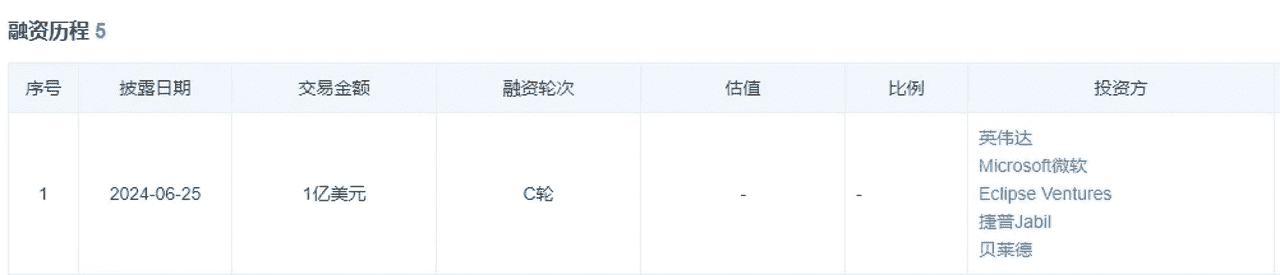 融资历程 5
序号 披露日期 交易金额 融资轮次 估值 比例 投资方
英伟达
Microsoft微软
1 2024-06-25 1亿美元 C轮 - - Eclipse Ventures
捷普Jabil
贝莱德